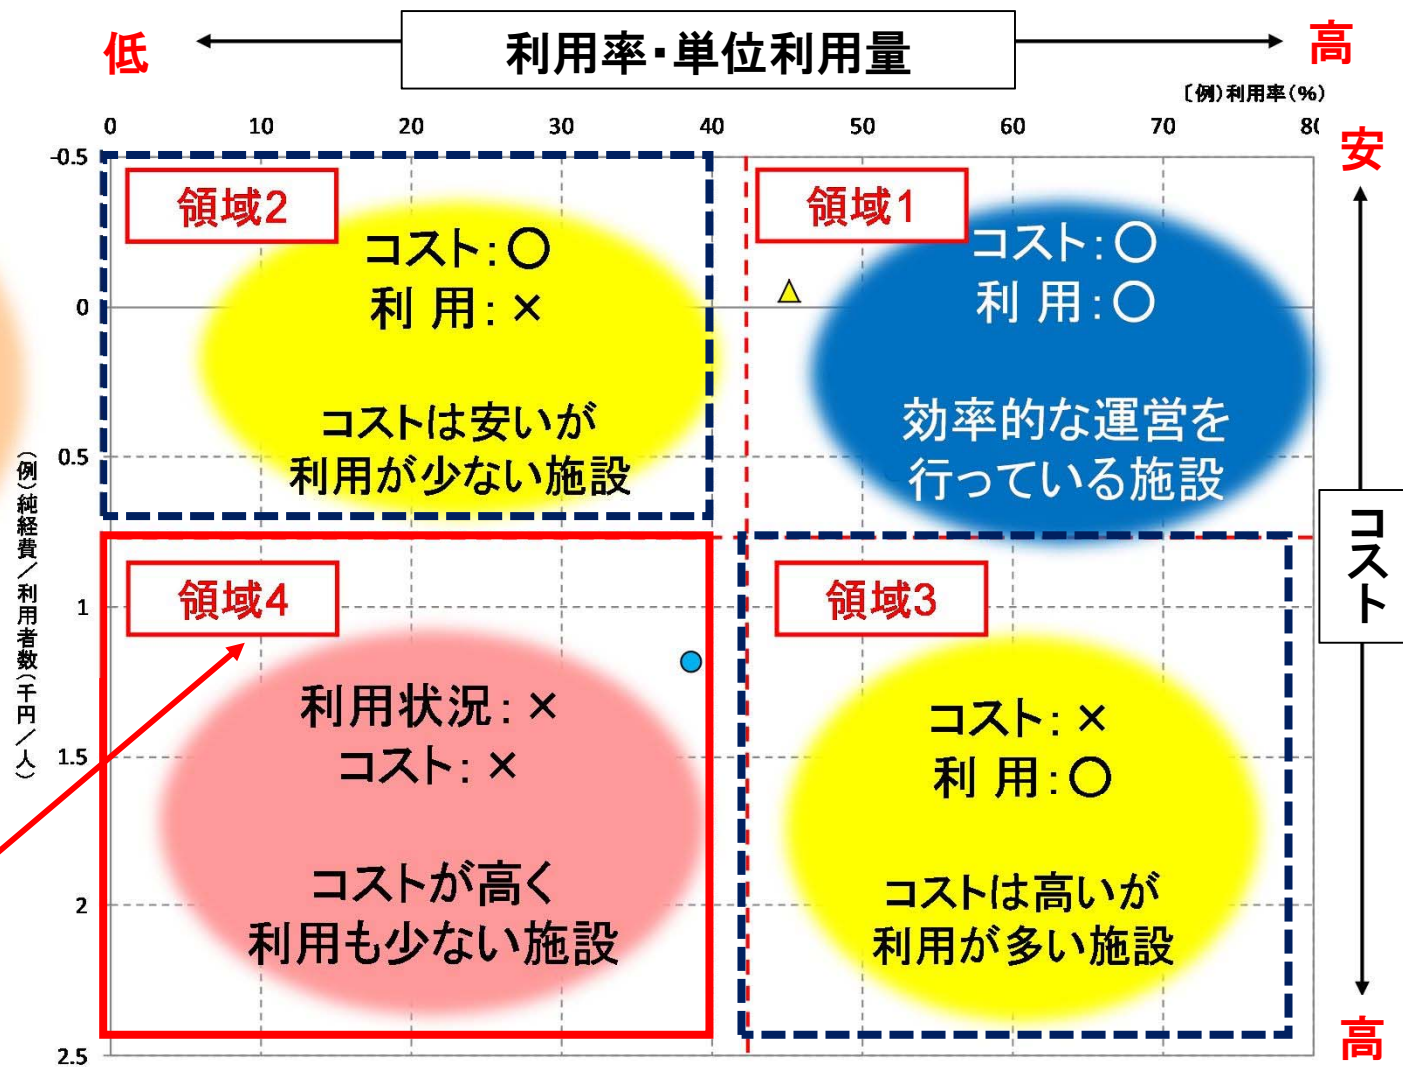 低
利用率・単位利用量
高
〔例〕利用率(%)
0 10 20 30 40 50 60 70
安
-0.5
0
0.5
1
1.5
2
2.5
(例)純経費/利用者数(千円/人)
領域2
コスト:○
利 用:×
コストは安いが
利用が少ない施設
領域1
コスト:○
利 用:○
効率的な運営を
行っている施設
コスト
領域4
利用状況:×
コスト:×
コストが高く
利用も少ない施設
領域3
コスト:×
利 用:○
コストは高いが
利用が多い施設
高